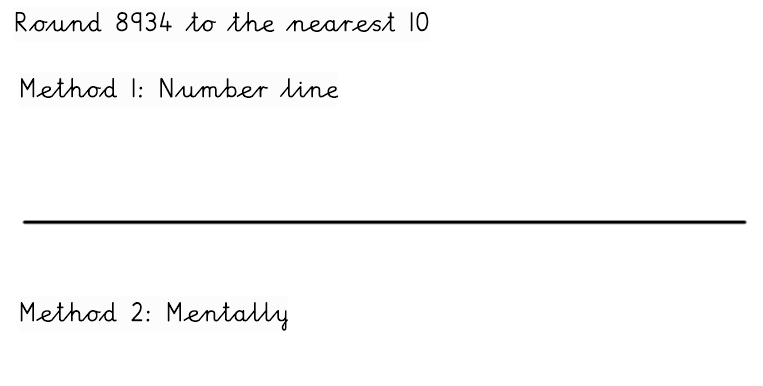 Round 8934 to the nearest 10
Method 1: Number line
Method 2: Mentally